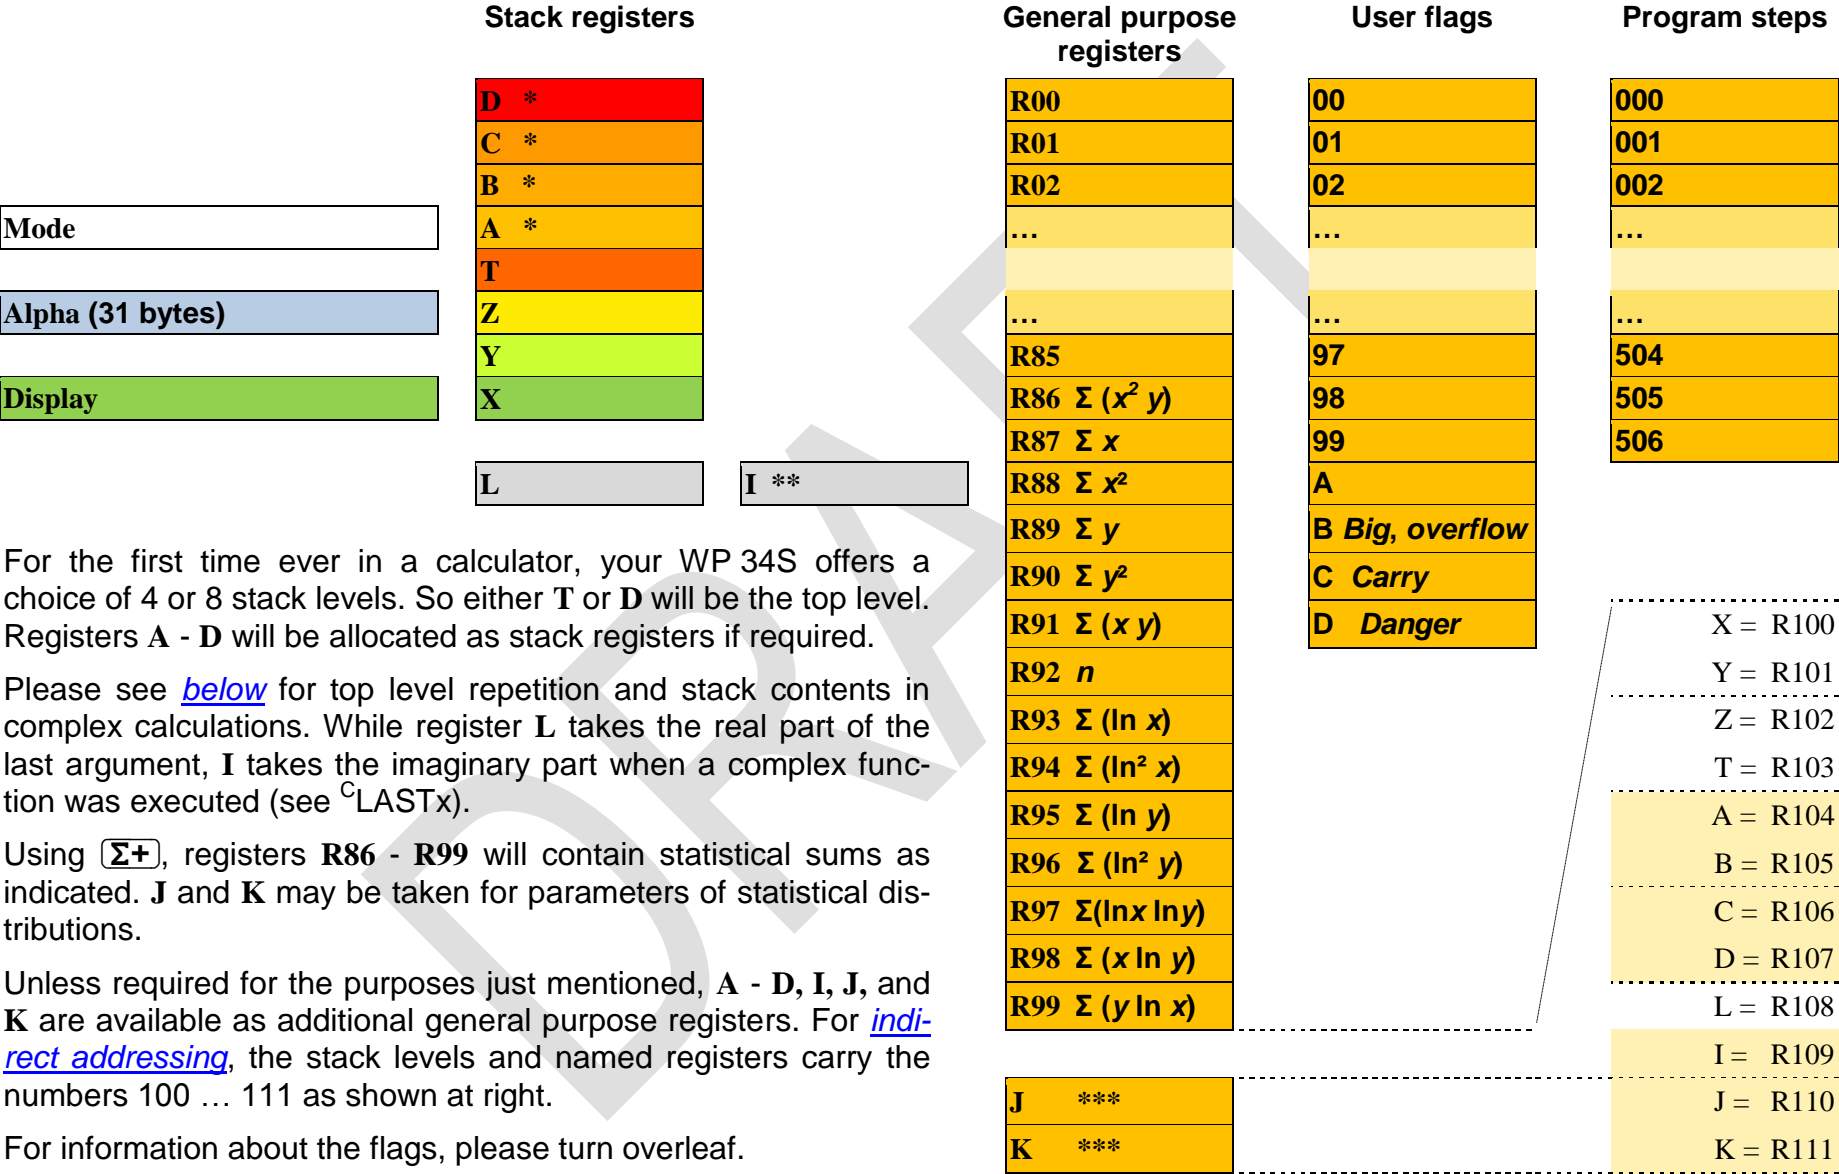 Stack registers
General purpose
registers
User flags
Program steps
D *
C *
B *
A *
T
Z
Y
X
Mode
Alpha (31 bytes)
Display
L
I **
R00
R01
R02
…
…
R85
R86 Σ (x² y)
R87 Σ x
R88 Σ x²
R89 Σ y
R90 Σ y²
R91 Σ (x y)
R92 n
R93 Σ (ln x)
R94 Σ (ln² x)
R95 Σ (ln y)
R96 Σ (ln² y)
R97 Σ(lnx lny)
R98 Σ (x ln y)
R99 Σ (y ln x)
J ***
K ***
00
01
02
…
…
97
98
99
A
B Big, overflow
C Carry
D Danger
000
001
002
…
…
504
505
506
X = R100
Y = R101
Z = R102
T = R103
A = R104
B = R105
C = R106
D = R107
L = R108
I = R109
J = R110
K = R111
For the first time ever in a calculator, your WP 34S offers a
choice of 4 or 8 stack levels. So either T or D will be the top level.
Registers A - D will be allocated as stack registers if required.
Please see below for top level repetition and stack contents in
complex calculations. While register L takes the real part of the
last argument, I takes the imaginary part when a complex func-
tion was executed (see ᶜLASTx).
Using Σ+, registers R86 - R99 will contain statistical sums as
indicated. J and K may be taken for parameters of statistical dis-
tributions.
Unless required for the purposes just mentioned, A - D, I, J, and
K are available as additional general purpose registers. For indi-
rect addressing, the stack levels and named registers carry the
numbers 100 … 111 as shown at right.
For information about the flags, please turn overleaf.
DRAFT